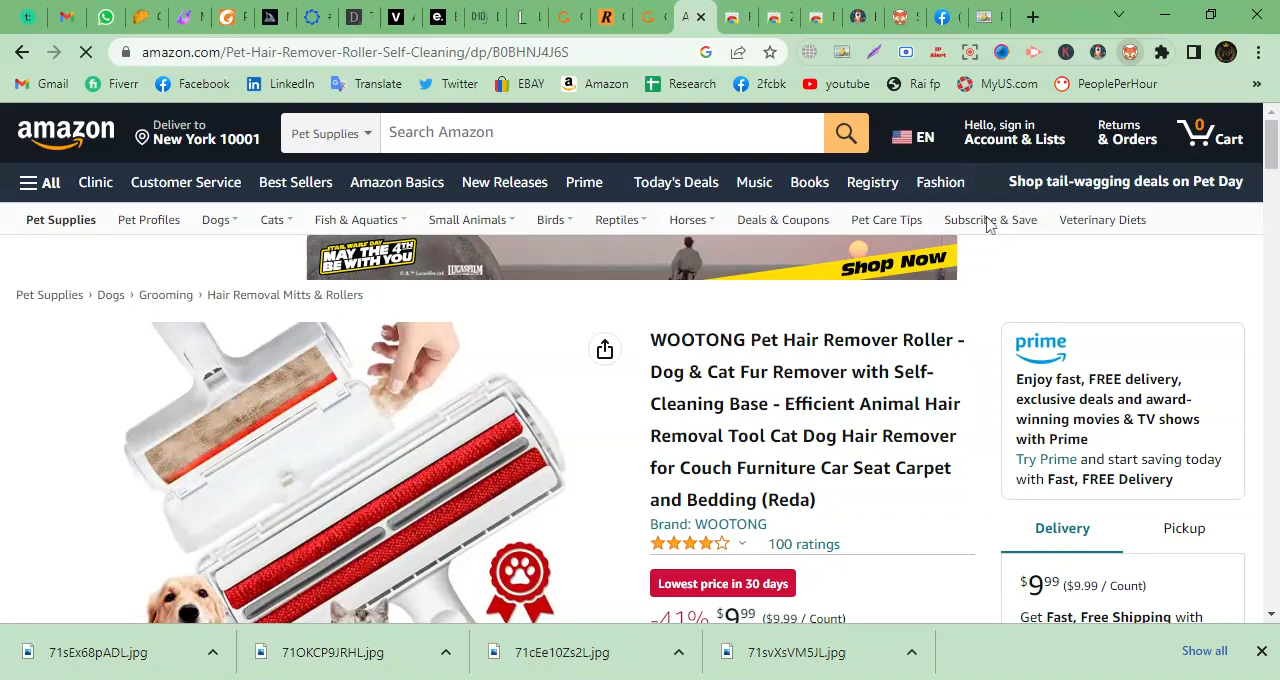 amazon.com/Pet-Hair-Remover-Roller-Self-Cleaning/dp/B0BHNJ4J6S
Gmail Fiverr Facebook LinkedIn Translate Twitter EBAY Amazon Research 2fcbk youtube Rai fp MyUS.com PeoplePerHour »
amazon Deliver to New York 10001 Pet Supplies Search Amazon EN Hello, sign in Account & Lists Returns & Orders 0 Cart
All Clinic Customer Service Best Sellers Amazon Basics New Releases Prime Today's Deals Music Books Registry Fashion Shop tail-wagging deals on Pet Day
Pet Supplies Pet Profiles Dogs Cats Fish & Aquatics Small Animals Birds Reptiles Horses Deals & Coupons Pet Care Tips Subscribe & Save Veterinary Diets
STAR WARS DAY
MAY THE 4TH
BE WITH YOU
LUCASFILM
Shop Now
Pet Supplies › Dogs › Grooming › Hair Removal Mitts & Rollers
WOOTONG Pet Hair Remover Roller -
Dog & Cat Fur Remover with Self-
Cleaning Base - Efficient Animal Hair
Removal Tool Cat Dog Hair Remover
for Couch Furniture Car Seat Carpet
and Bedding (Reda)
Brand: WOOTONG
100 ratings
Lowest price in 30 days
-41% $9.99 ($9.99 / Count)
prime
Enjoy fast, FREE delivery,
exclusive deals and award-
winning movies & TV shows
with Prime
Try Prime and start saving today
with Fast, FREE Delivery
Delivery Pickup
$9.99 ($9.99 / Count)
Get Fast, Free Shipping with
71sEx68pADL.jpg 71OKCP9JRHL.jpg 71cEe10Zs2L.jpg 71svXsVM5JL.jpg Show all